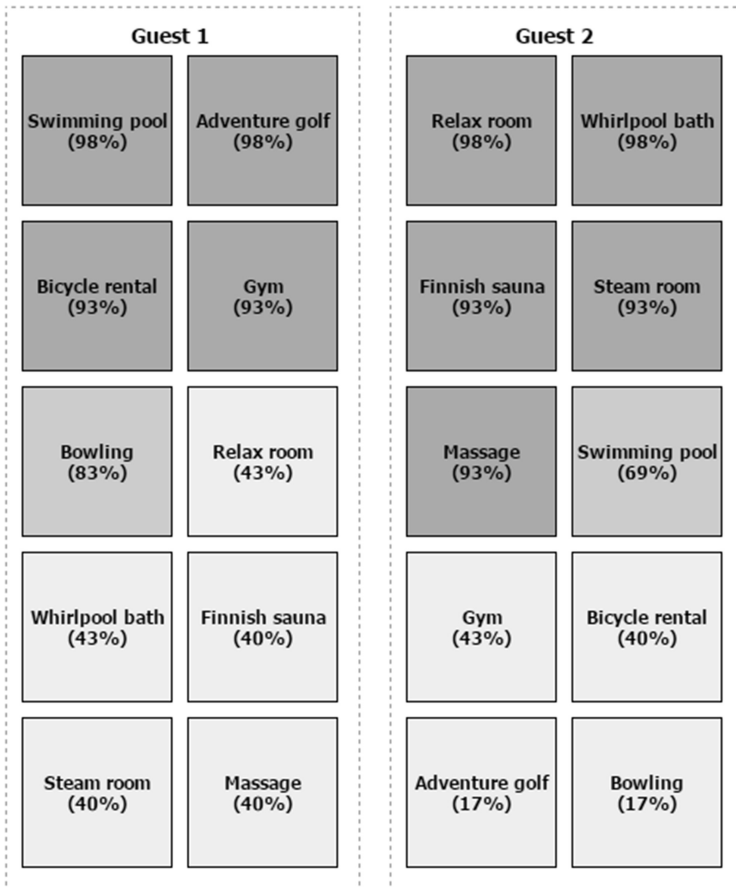 Guest 1
Swimming pool
(98%)
Adventure golf
(98%)
Bicycle rental
(93%)
Gym
(93%)
Bowling
(83%)
Relax room
(43%)
Whirlpool bath
(43%)
Finnish sauna
(40%)
Steam room
(40%)
Massage
(40%)
Guest 2
Relax room
(98%)
Whirlpool bath
(98%)
Finnish sauna
(93%)
Steam room
(93%)
Massage
(93%)
Swimming pool
(69%)
Gym
(43%)
Bicycle rental
(40%)
Adventure golf
(17%)
Bowling
(17%)